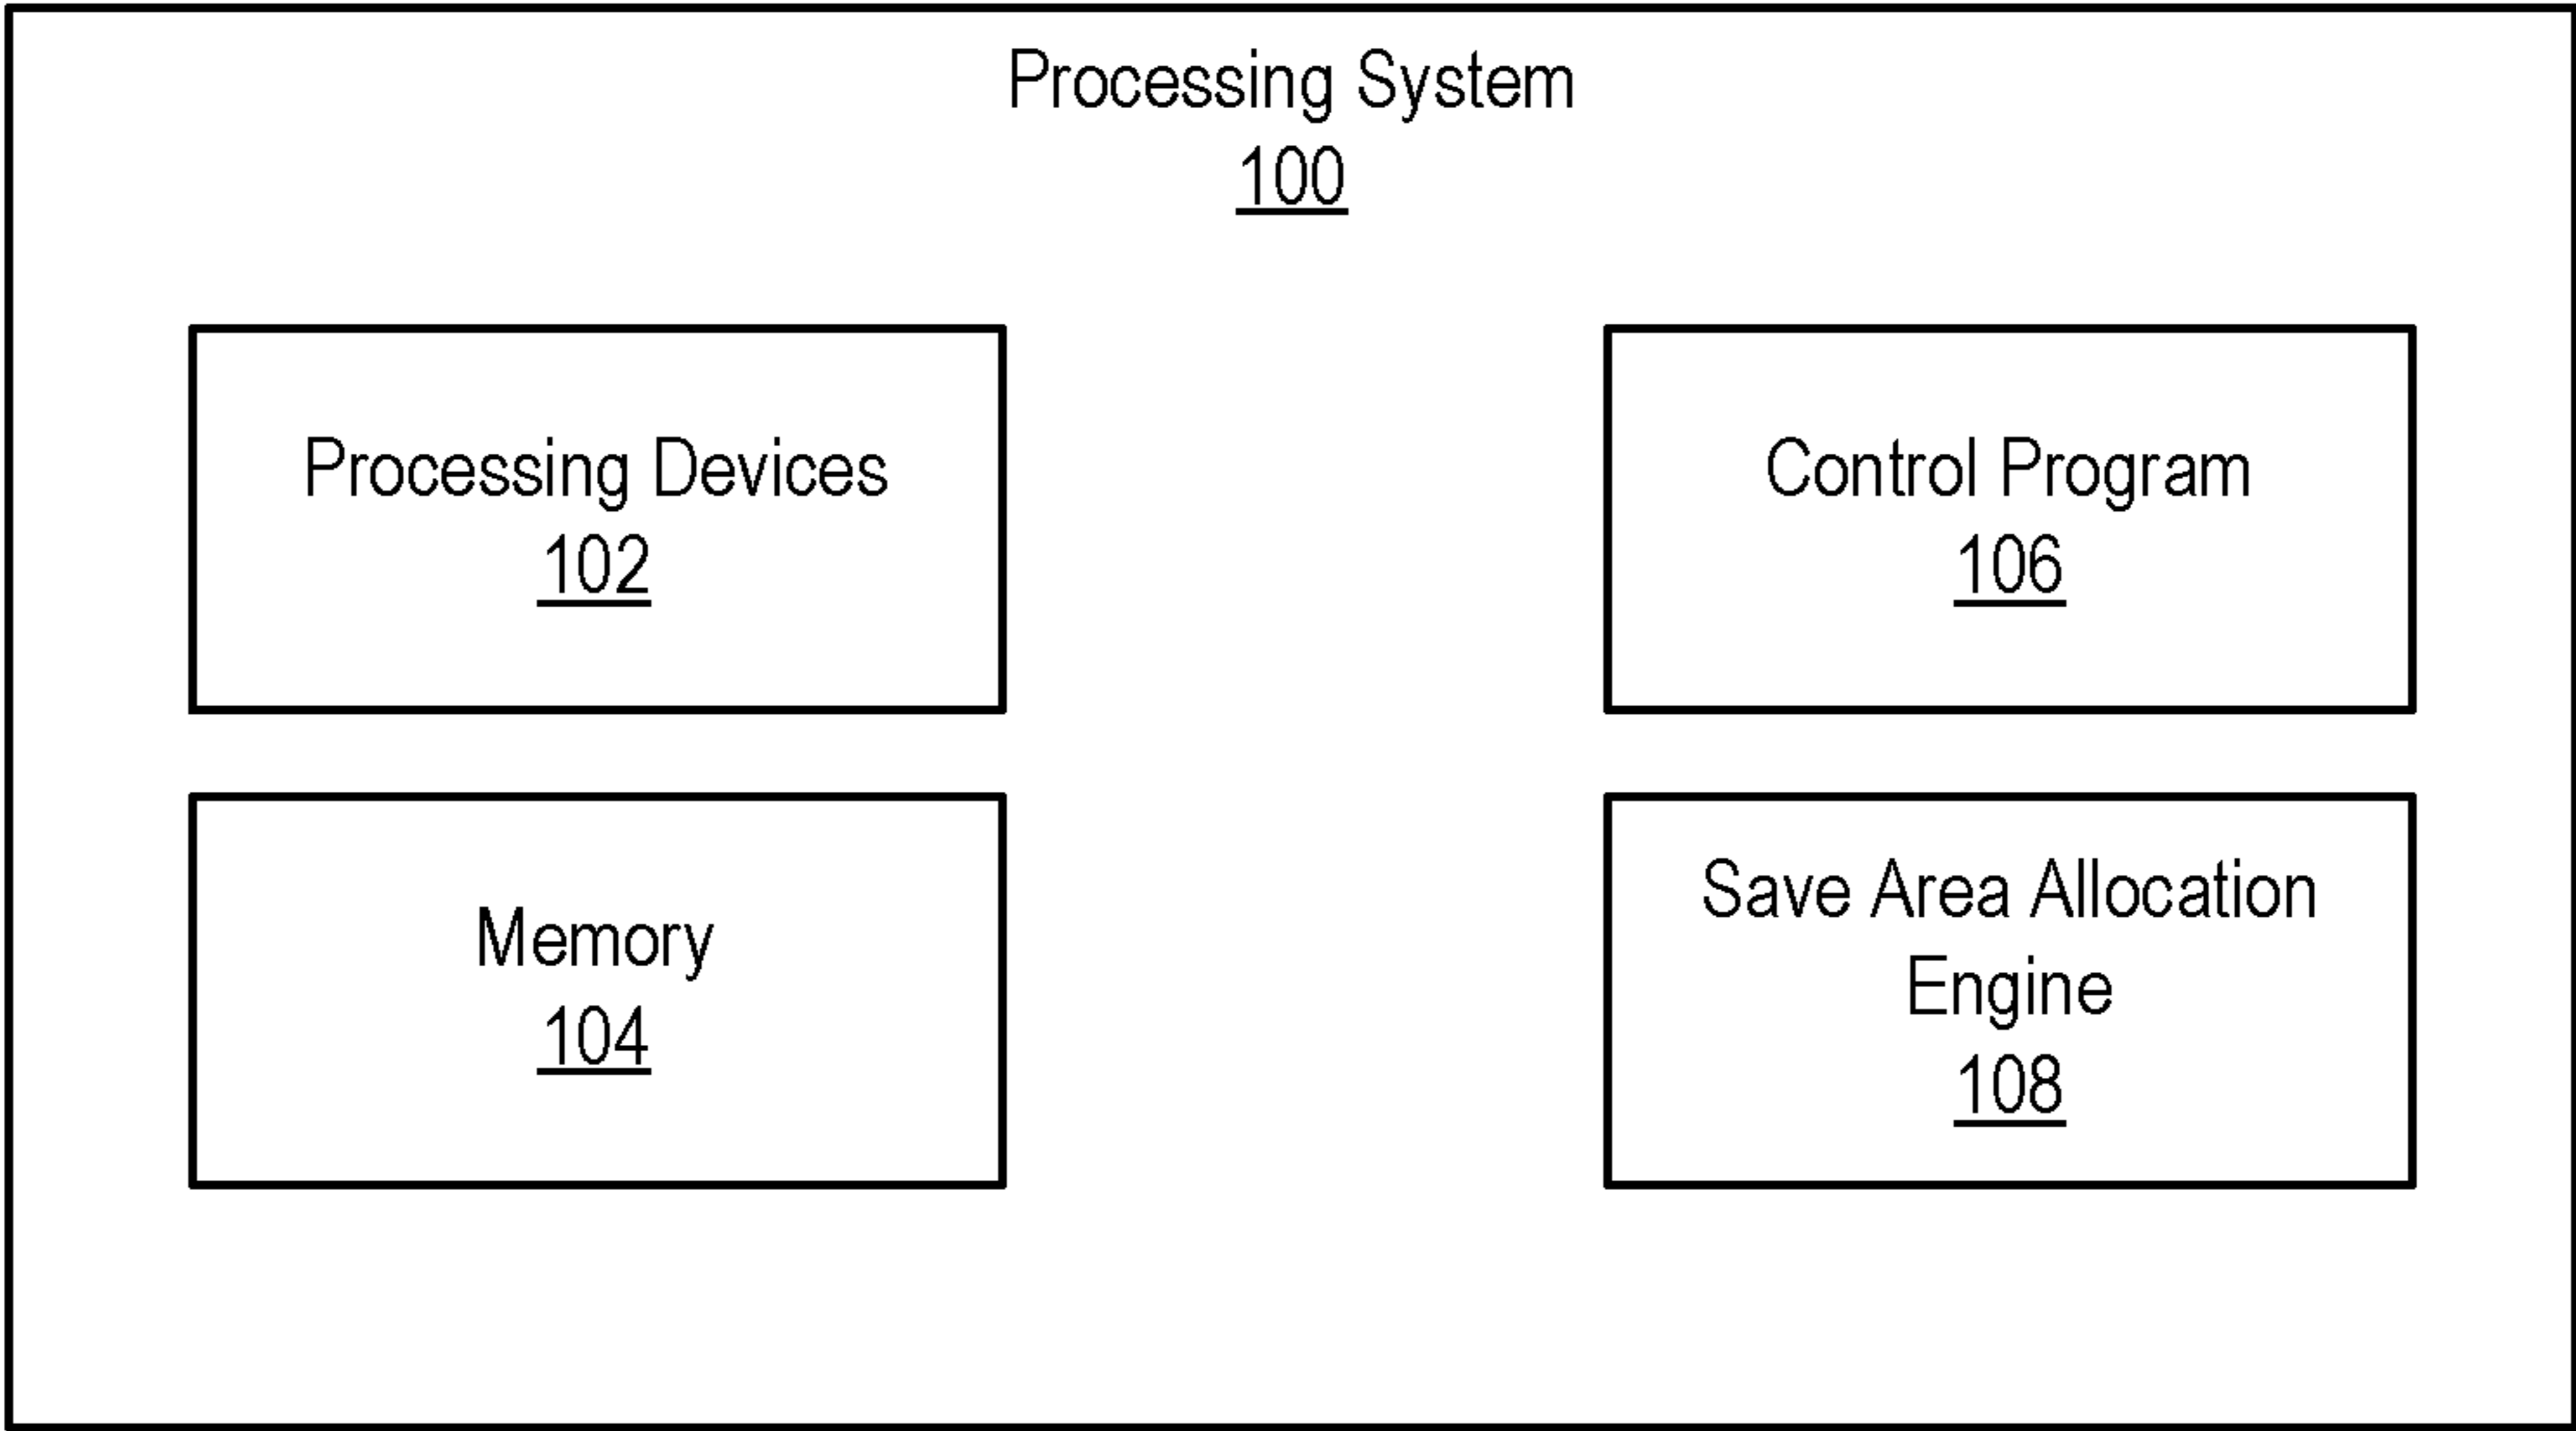 Processing System
100
Processing Devices
102
Control Program
106
Memory
104
Save Area Allocation
Engine
108